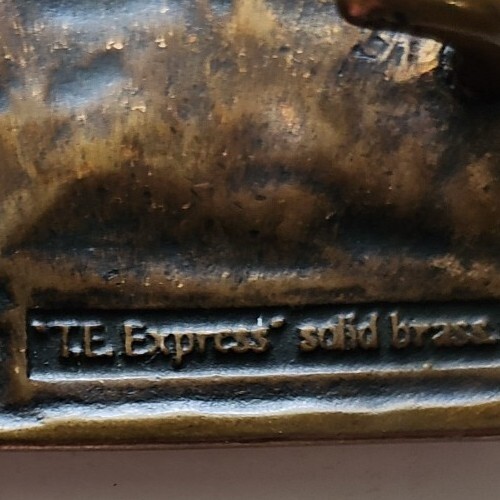 "T.E. Express" solid brass.